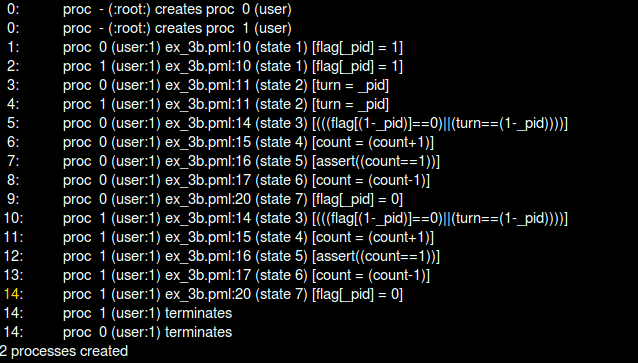 0: proc - (:root:) creates proc 0 (user)
0: proc - (:root:) creates proc 1 (user)
1: proc 0 (user:1) ex_3b.pml:10 (state 1) [flag[_pid] = 1]
2: proc 1 (user:1) ex_3b.pml:10 (state 1) [flag[_pid] = 1]
3: proc 0 (user:1) ex_3b.pml:11 (state 2) [turn = _pid]
4: proc 1 (user:1) ex_3b.pml:11 (state 2) [turn = _pid]
5: proc 0 (user:1) ex_3b.pml:14 (state 3) [(((flag[(1-_pid)]==0)||(turn==(1-_pid))))]
6: proc 0 (user:1) ex_3b.pml:15 (state 4) [count = (count+1)]
7: proc 0 (user:1) ex_3b.pml:16 (state 5) [assert((count==1))]
8: proc 0 (user:1) ex_3b.pml:17 (state 6) [count = (count-1)]
9: proc 0 (user:1) ex_3b.pml:20 (state 7) [flag[_pid] = 0]
10: proc 1 (user:1) ex_3b.pml:14 (state 3) [(((flag[(1-_pid)]==0)||(turn==(1-_pid))))]
11: proc 1 (user:1) ex_3b.pml:15 (state 4) [count = (count+1)]
12: proc 1 (user:1) ex_3b.pml:16 (state 5) [assert((count==1))]
13: proc 1 (user:1) ex_3b.pml:17 (state 6) [count = (count-1)]
14: proc 1 (user:1) ex_3b.pml:20 (state 7) [flag[_pid] = 0]
14: proc 1 (user:1) terminates
14: proc 0 (user:1) terminates
2 processes created